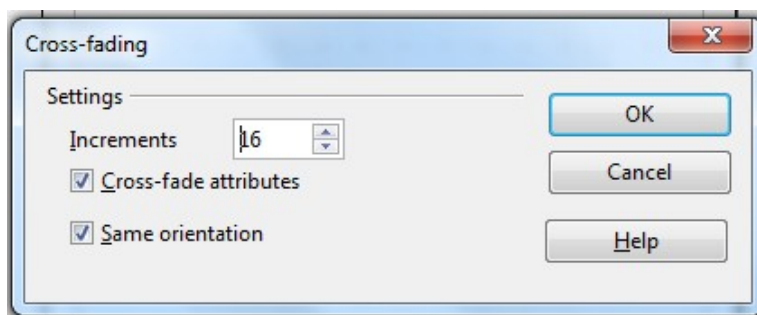 Cross-fading
Settings
Increments 16
Cross-fade attributes
Same orientation
OK
Cancel
Help